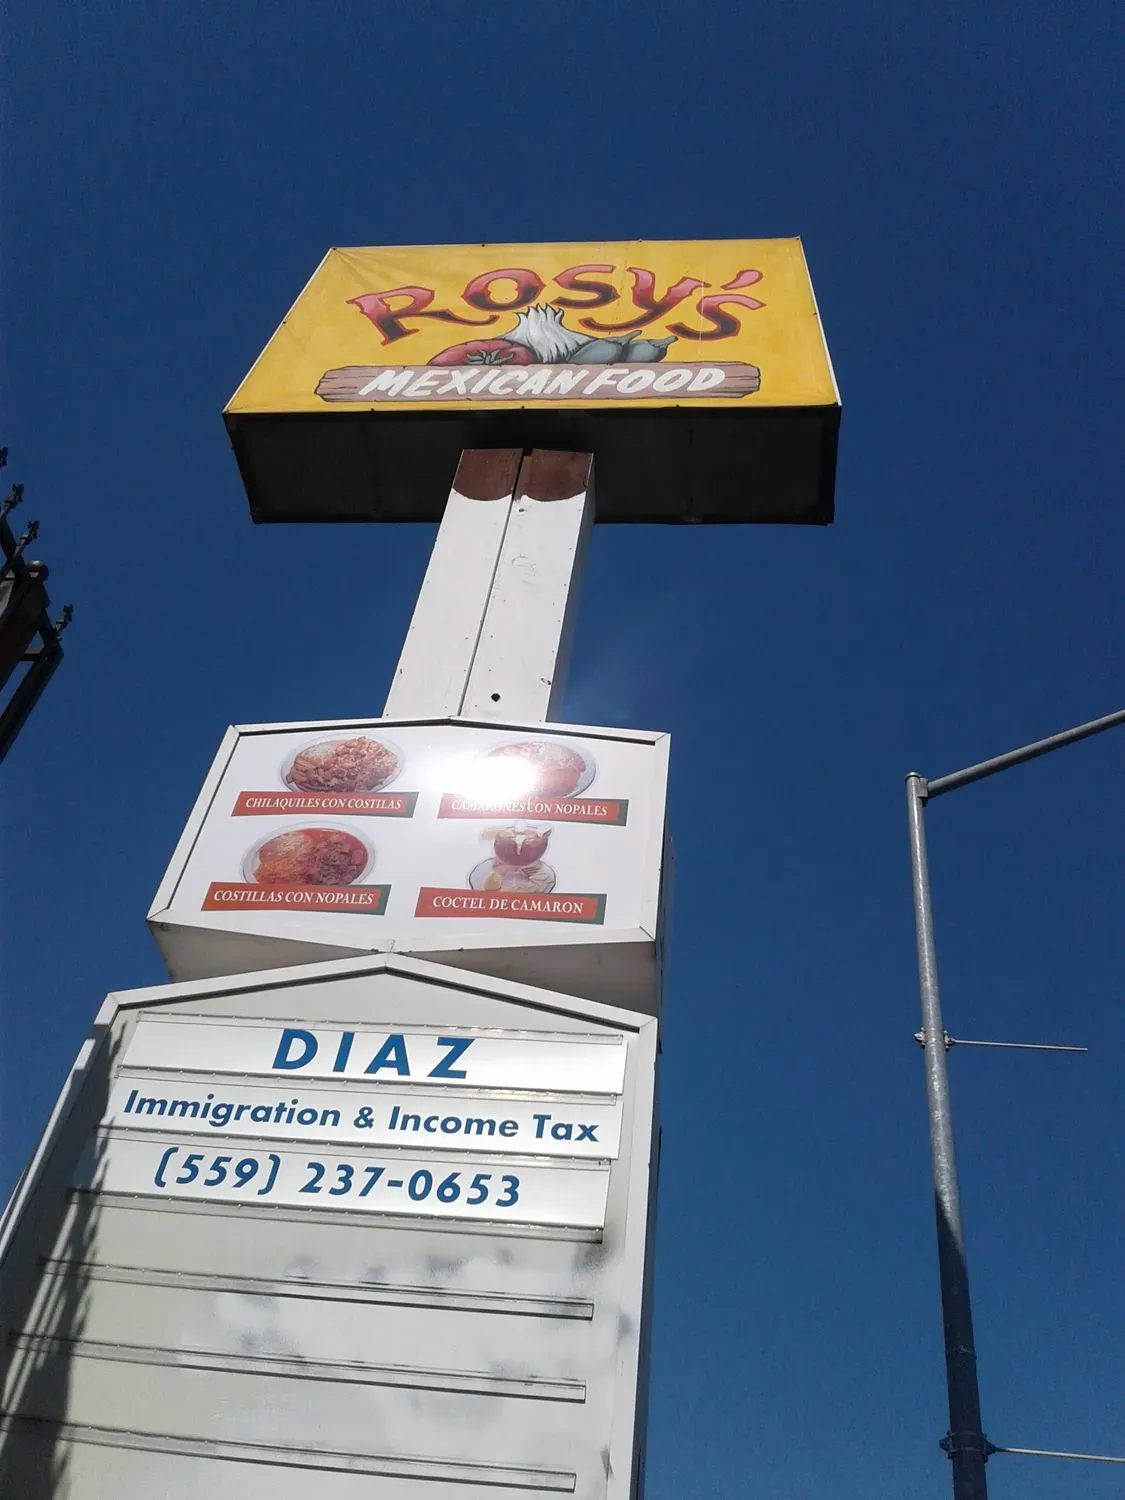 Rosy's
MEXICAN FOOD
CHILAQUILES CON COSTILAS
CAMARONES CON NOPALES
COSTILLAS CON NOPALES
COCTEL DE CAMARON
DIAZ
Immigration & Income Tax
(559) 237-0653